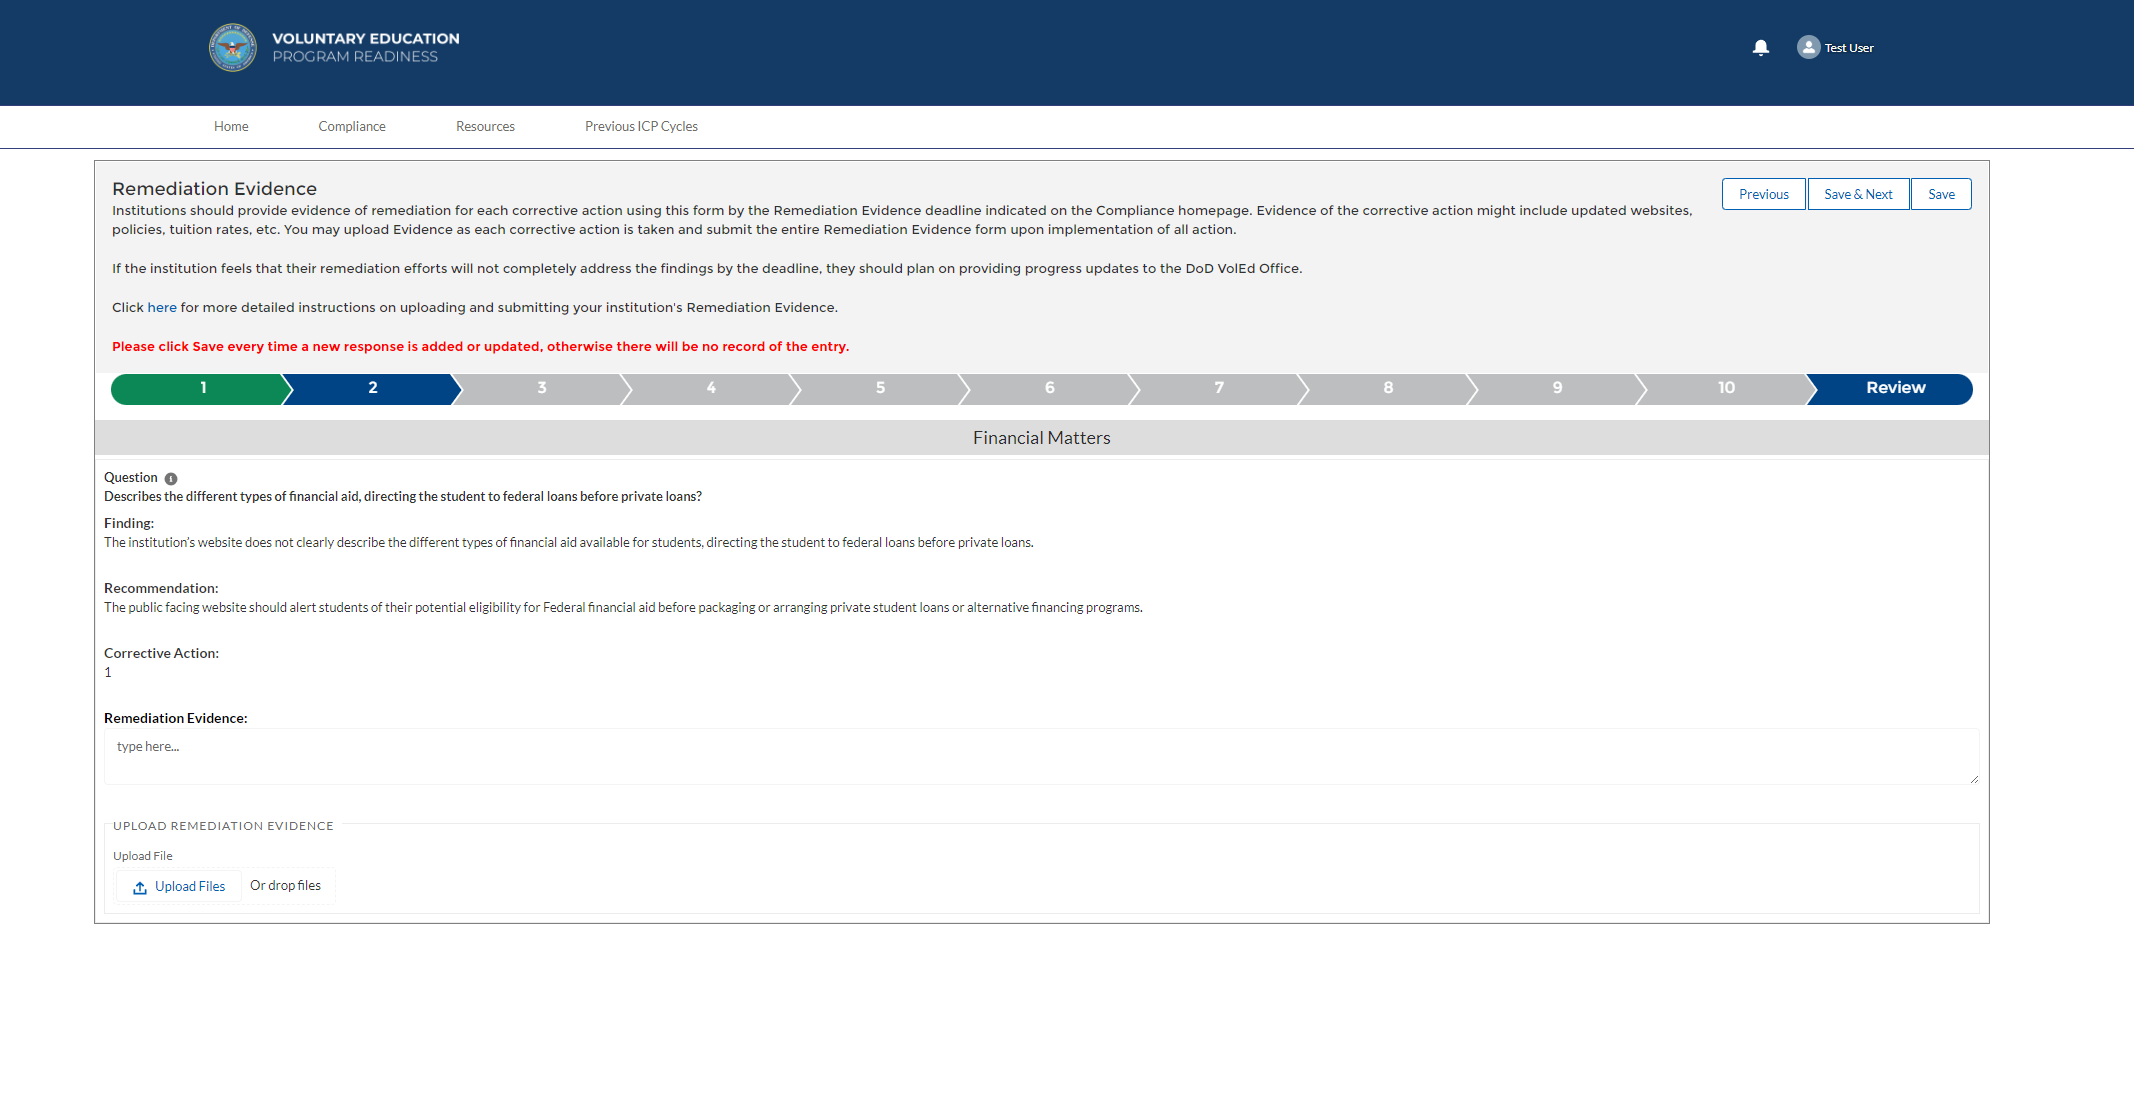 VOLUNTARY EDUCATION
PROGRAM READINESS
Test User
Home
Compliance
Resources
Previous ICP Cycles
Remediation Evidence
Previous
Save & Next
Save
Institutions should provide evidence of remediation for each corrective action using this form by the Remediation Evidence deadline indicated on the Compliance homepage. Evidence of the corrective action might include updated websites,
policies, tuition rates, etc. You may upload Evidence as each corrective action is taken and submit the entire Remediation Evidence form upon implementation of all action.
If the institution feels that their remediation efforts will not completely address the findings by the deadline, they should plan on providing progress updates to the DoD VolEd Office.
Click here for more detailed instructions on uploading and submitting your institution's Remediation Evidence.
Please click Save every time a new response is added or updated, otherwise there will be no record of the entry.
1
2
3
4
5
6
7
8
9
10
Review
Financial Matters
Question
Describes the different types of financial aid, directing the student to federal loans before private loans?
Finding:
The institution's website does not clearly describe the different types of financial aid available for students, directing the student to federal loans before private loans.
Recommendation:
The public facing website should alert students of their potential eligibility for Federal financial aid before packaging or arranging private student loans or alternative financing programs.
Corrective Action:
1
Remediation Evidence:
type here...
UPLOAD REMEDIATION EVIDENCE
Upload File
Upload Files
Or drop files